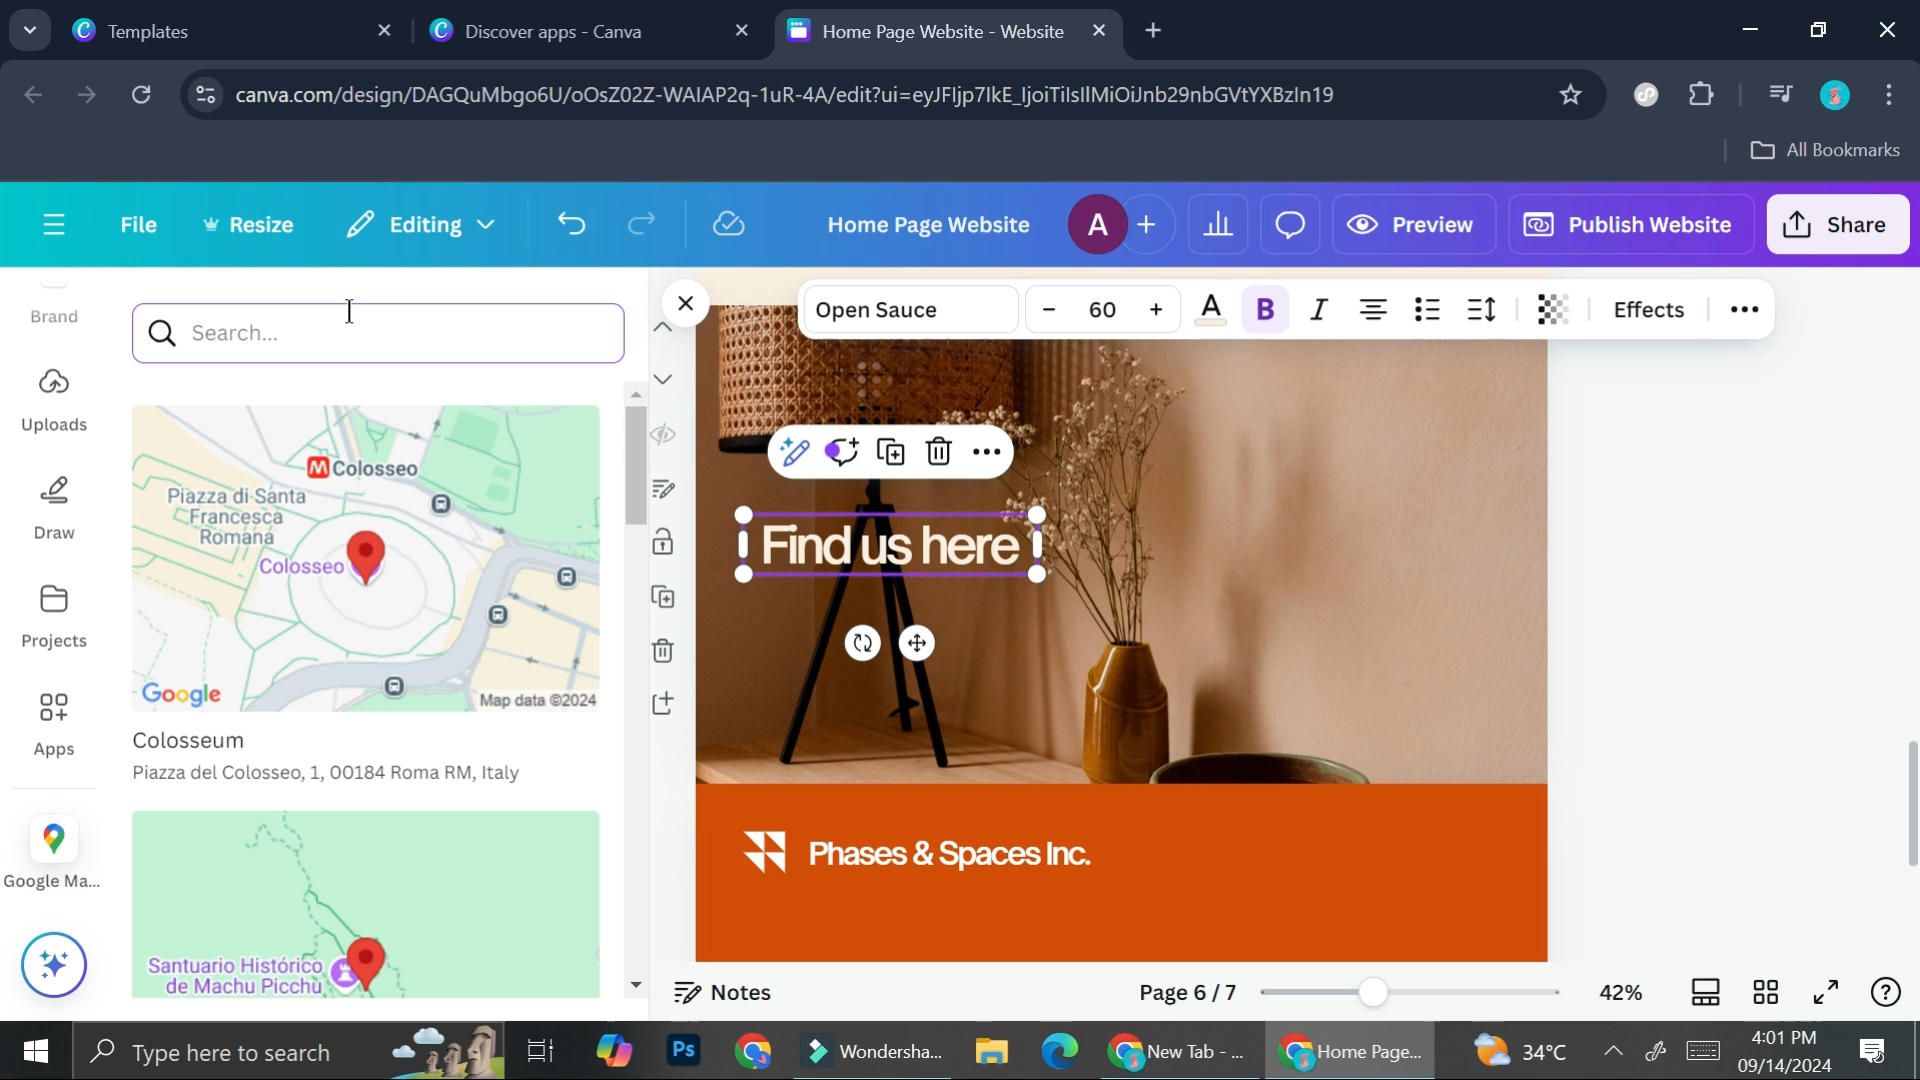 Templates
Discover apps - Canva
Home Page Website - Website
canva.com/design/DAGQuMbgo6U/oOsZ02Z-WAIAP2q-1uR-4A/edit?ui=eyJFIjp7IkE_IjoiTilsIlMiOiJnb29nbGVtYXBzIn19
All Bookmarks
File
Resize
Editing
Home Page Website
A
Preview
Publish Website
Share
Brand
Uploads
Draw
Projects
Apps
Google Ma...
Search...
M Colosseo
Piazza di Santa
Francesca
Romana
Colosseo
Google
Map data ©2024
Colosseum
Piazza del Colosseo, 1, 00184 Roma RM, Italy
Santuario Histórico
de Machu Picchu
Open Sauce
- 60 +
A
B
I
Effects
Find us here
Phases & Spaces Inc.
Notes
Page 6 / 7
42%
Type here to search
Ps
Wondersha...
New Tab - ...
Home Page...
34°C
4:01 PM
09/14/2024